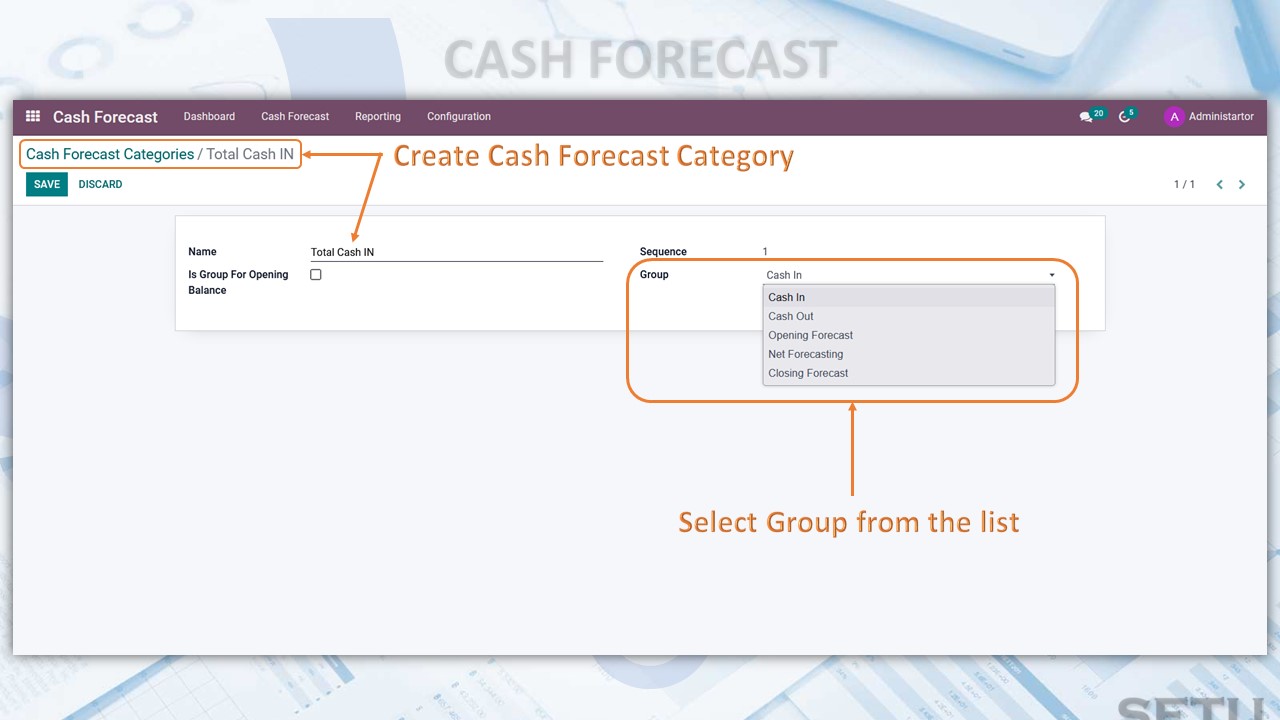 CASH FORECAST
Cash Forecast Dashboard Cash Forecast Reporting Configuration 20 5 A Administartor
Cash Forecast Categories / Total Cash IN
Create Cash Forecast Category
SAVE DISCARD 1 / 1
Name Total Cash IN Sequence 1
Is Group For Opening Balance Group Cash In
Cash In
Cash Out
Opening Forecast
Net Forecasting
Closing Forecast
Select Group from the list
SETU